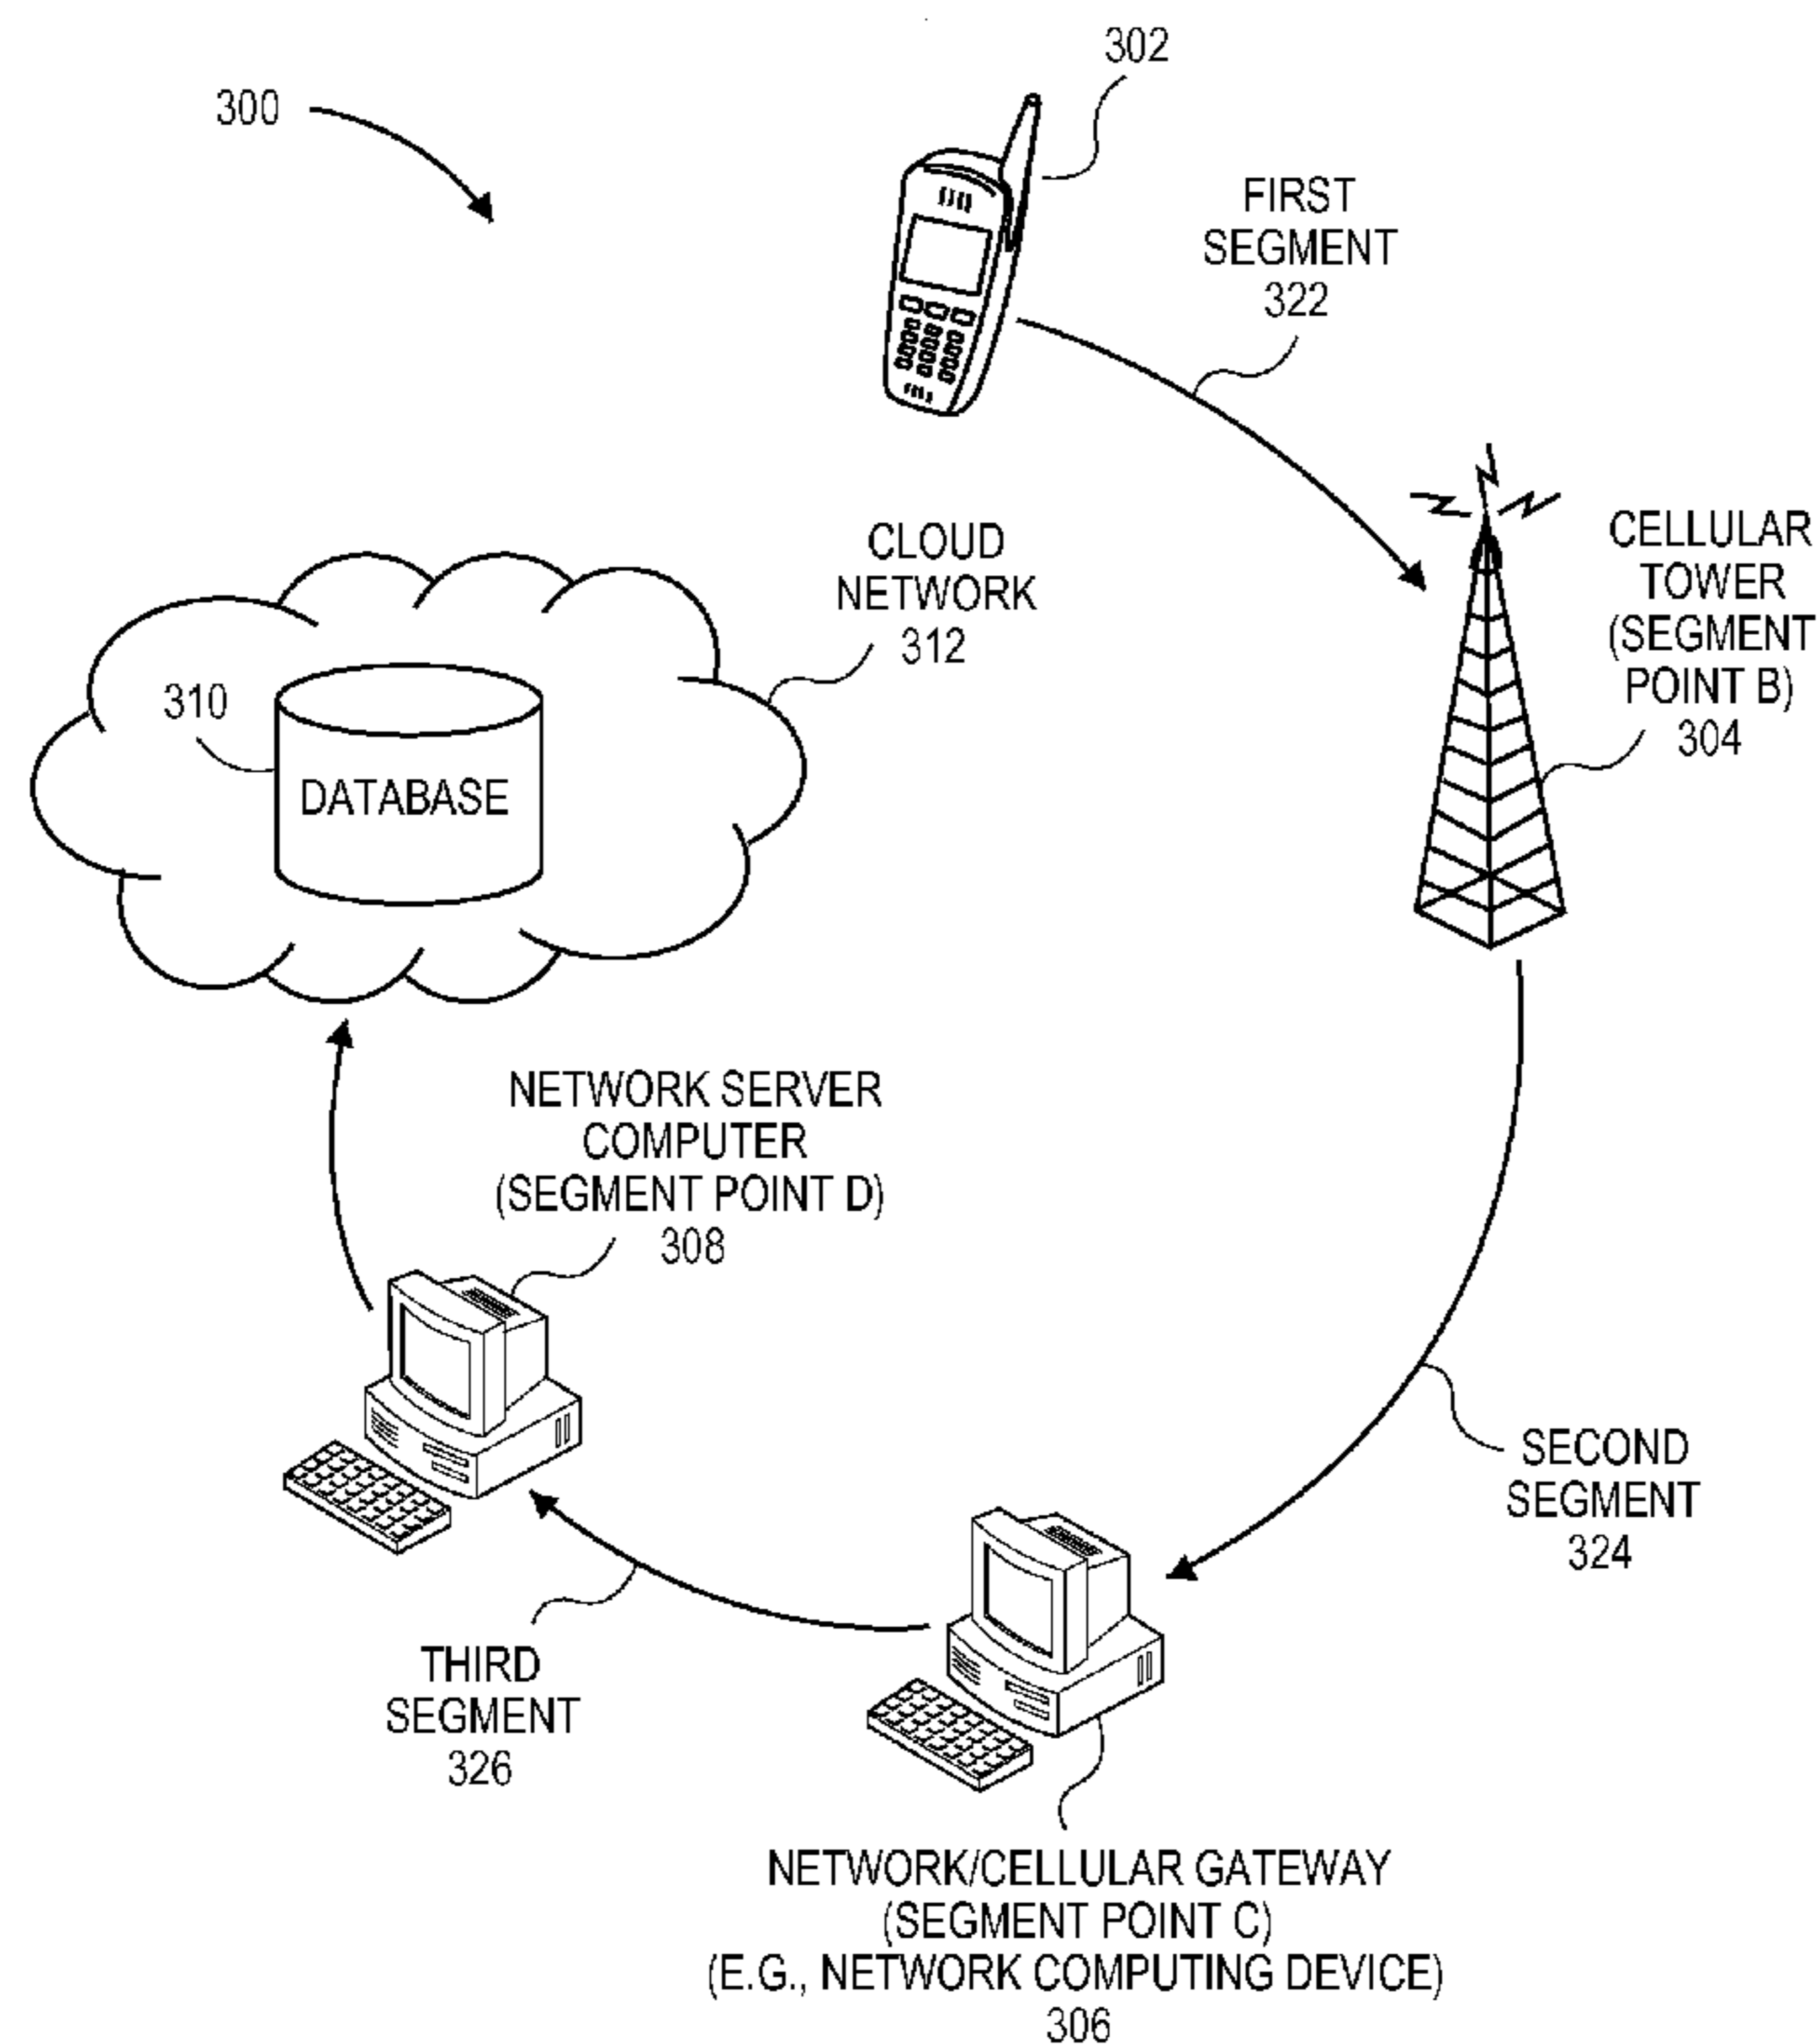 302
300
FIRST
SEGMENT
322
CELLULAR
TOWER
(SEGMENT
POINT B)
304
CLOUD
NETWORK
312
310
DATABASE
NETWORK SERVER
COMPUTER
(SEGMENT POINT D)
308
SECOND
SEGMENT
324
THIRD
SEGMENT
326
NETWORK/CELLULAR GATEWAY
(SEGMENT POINT C)
(E.G., NETWORK COMPUTING DEVICE)
306